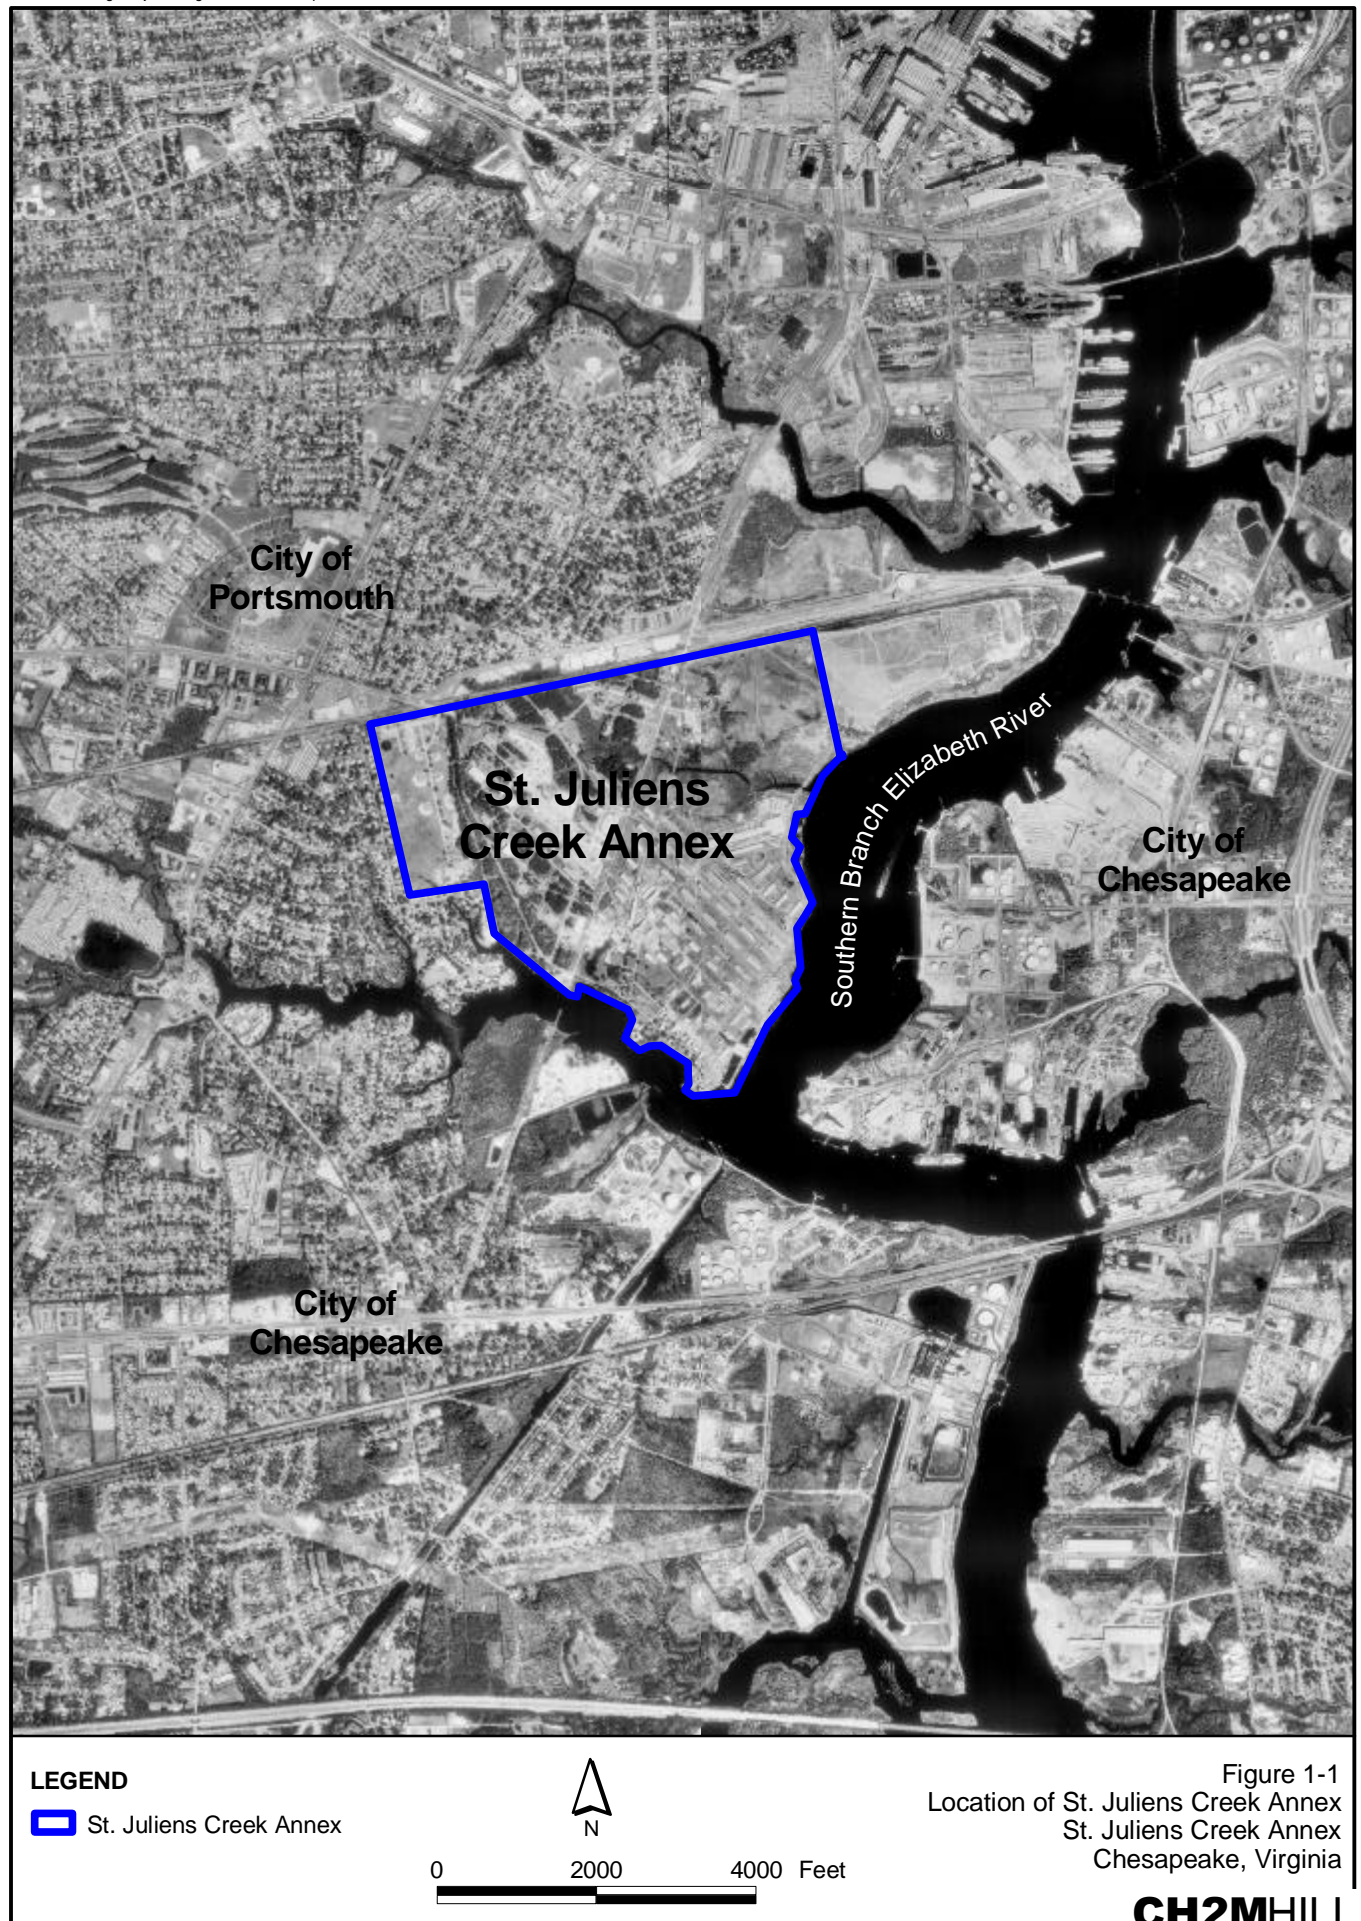 City of
Portsmouth
St. Juliens
Creek Annex
Southern Branch Elizabeth River
City of
Chesapeake
City of
Chesapeake
LEGEND
St. Juliens Creek Annex
N
0 2000 4000 Feet
Figure 1-1
Location of St. Juliens Creek Annex
St. Juliens Creek Annex
Chesapeake, Virginia
CH2MHILL